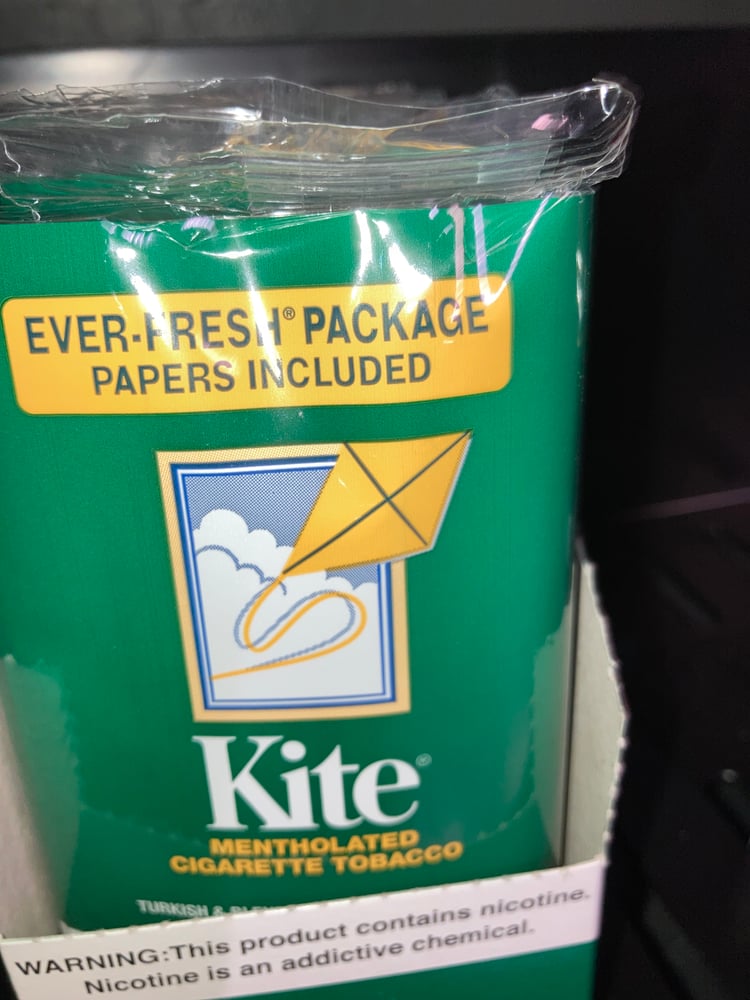 EVER-FRESH® PACKAGE
PAPERS INCLUDED
Kite®
MENTHOLATED
CIGARETTE TOBACCO
TURKISH &
WARNING:This product contains nicotine.
Nicotine is an addictive chemical.